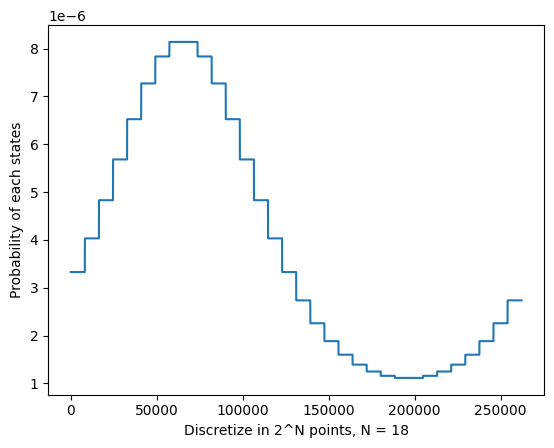 1e−6
8
7
6
5
4
3
2
1
Probability of each states
0 50000 100000 150000 200000 250000
Discretize in 2^N points, N = 18